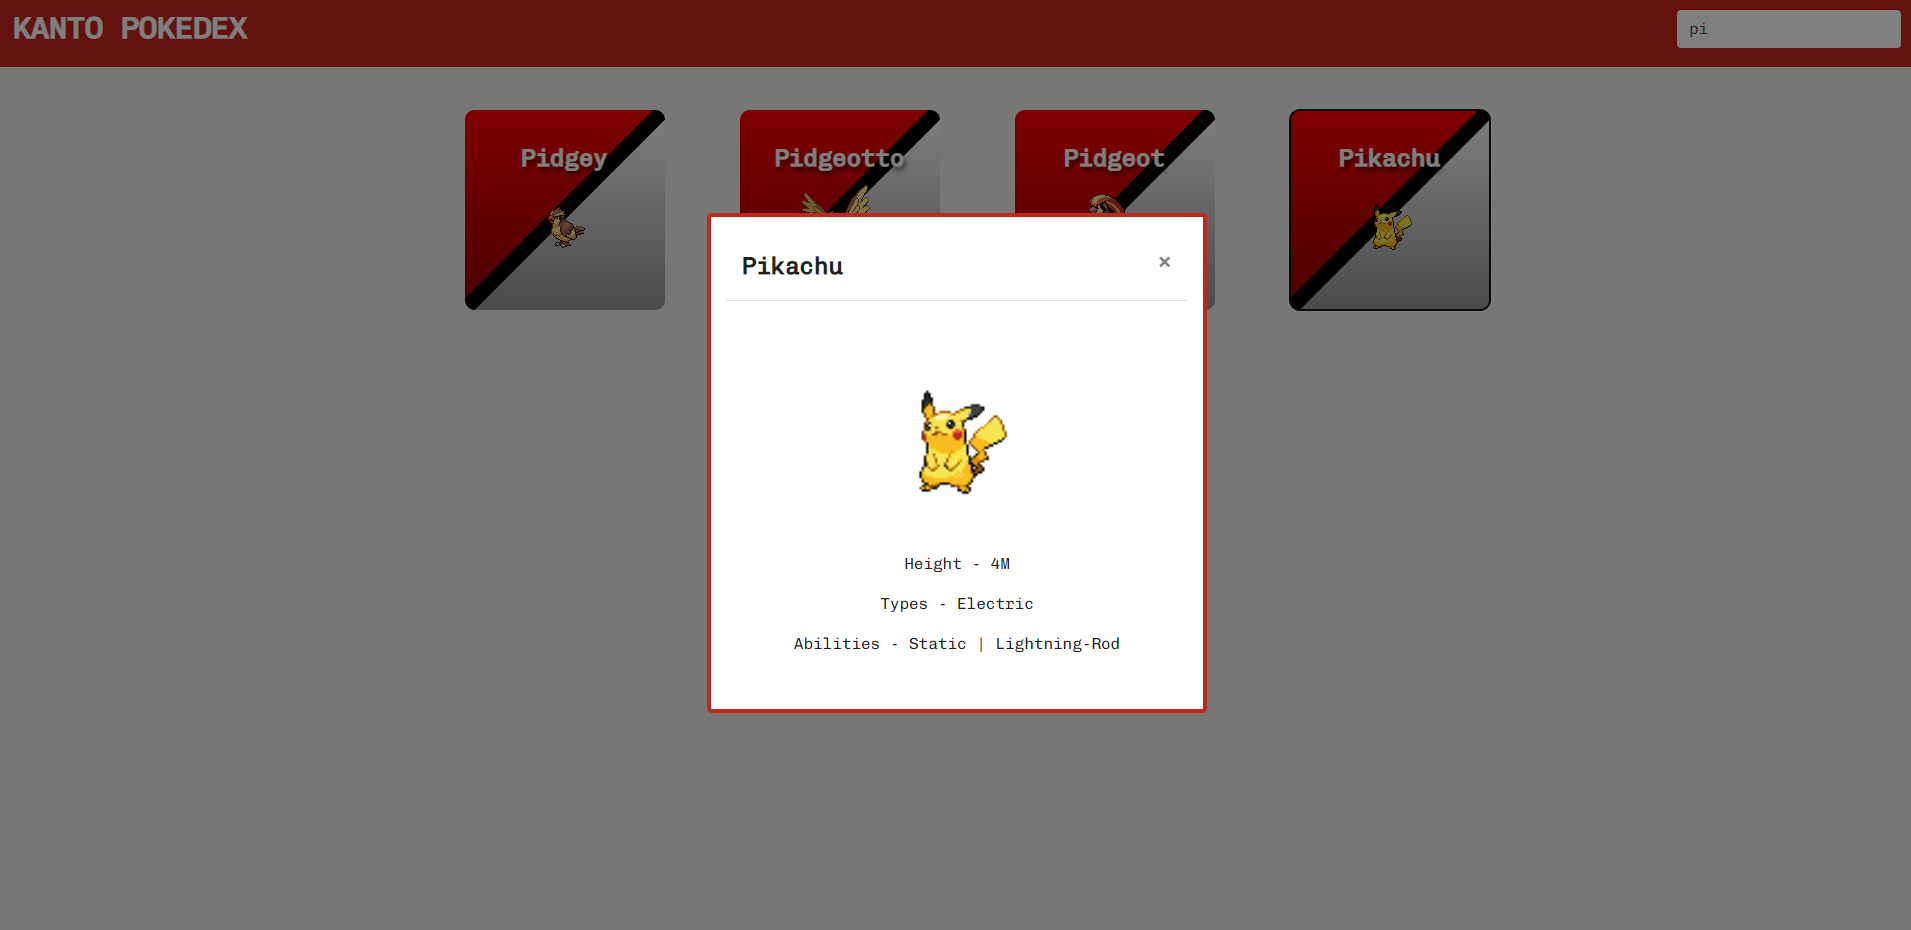 KANTO POKEDEX
pi
Pidgey
Pidgeotto
Pidgeot
Pikachu
Pikachu
×
Height - 4M
Types - Electric
Abilities - Static | Lightning-Rod